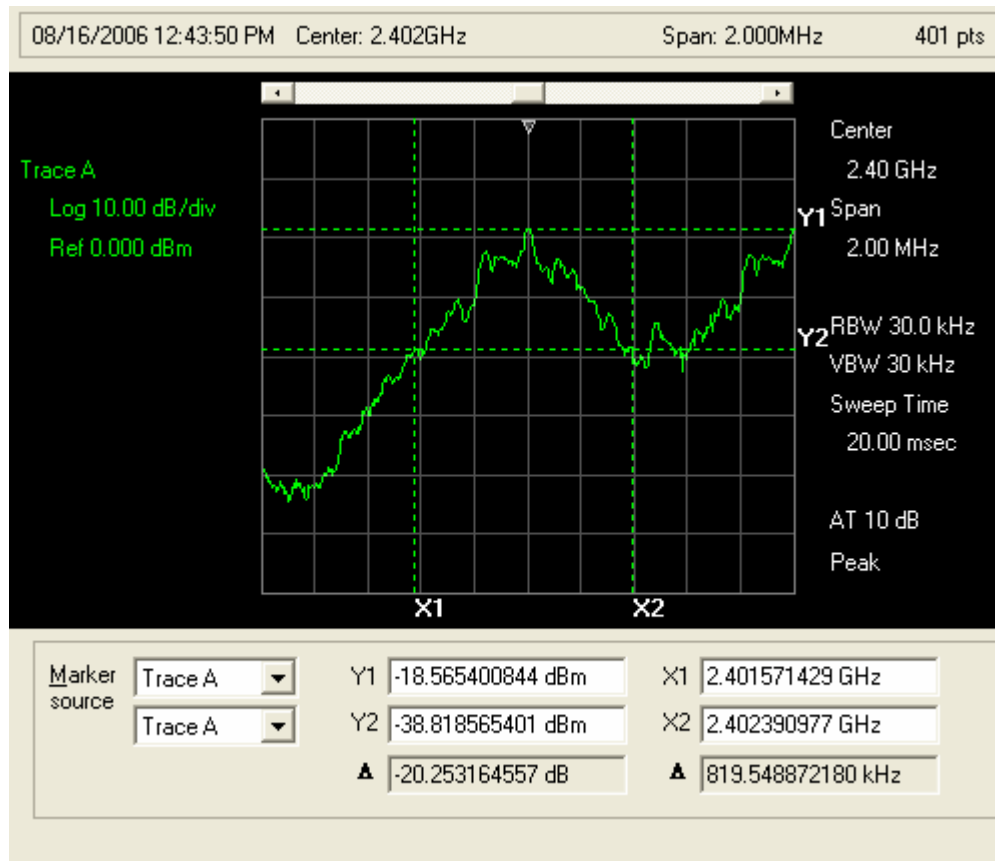 08/16/2006 12:43:50 PM Center: 2.402GHz Span: 2.000MHz 401 pts
Trace A
Log 10.00 dB/div
Ref 0.000 dBm
Y1
Y2
X1 X2
Center
2.40 GHz
Span
2.00 MHz
RBW 30.0 kHz
VBW 30 kHz
Sweep Time
20.00 msec
AT 10 dB
Peak
Marker source
Trace A
Trace A
Y1 -18.565400844 dBm X1 2.401571429 GHz
Y2 -38.818565401 dBm X2 2.402390977 GHz
Δ -20.253164557 dB Δ 819.548872180 kHz